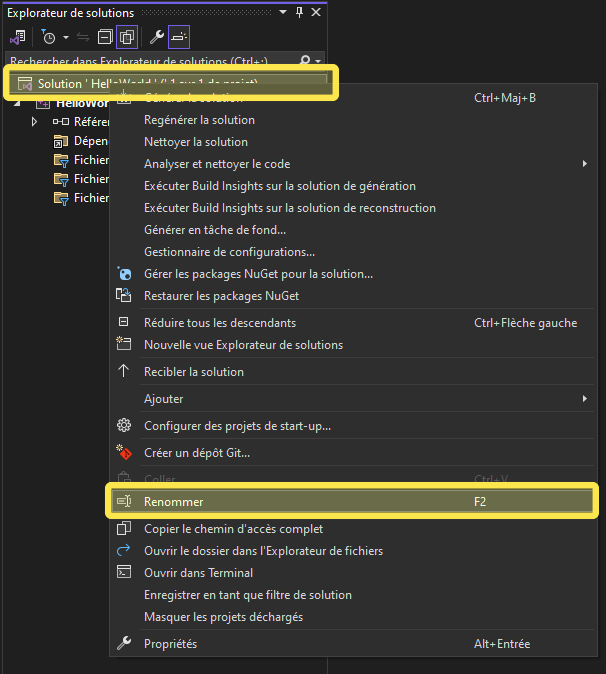 Explorateur de solutions
Rechercher dans Explorateur de solutions (Ctrl+;)
Solution ' HelloWorld ' (' 1 sur 1 de projet)
HelloWor
Référe
Dépen
Fichier
Fichier
Fichier
Générer la solution Ctrl+Maj+B
Regénérer la solution
Nettoyer la solution
Analyser et nettoyer le code
Exécuter Build Insights sur la solution de génération
Exécuter Build Insights sur la solution de reconstruction
Générer en tâche de fond...
Gestionnaire de configurations...
Gérer les packages NuGet pour la solution...
Restaurer les packages NuGet
Réduire tous les descendants Ctrl+Flèche gauche
Nouvelle vue Explorateur de solutions
Recibler la solution
Ajouter
Configurer des projets de start-up...
Créer un dépôt Git...
Coller Ctrl+V
Renommer F2
Copier le chemin d'accès complet
Ouvrir le dossier dans l'Explorateur de fichiers
Ouvrir dans Terminal
Enregistrer en tant que filtre de solution
Masquer les projets déchargés
Propriétés Alt+Entrée